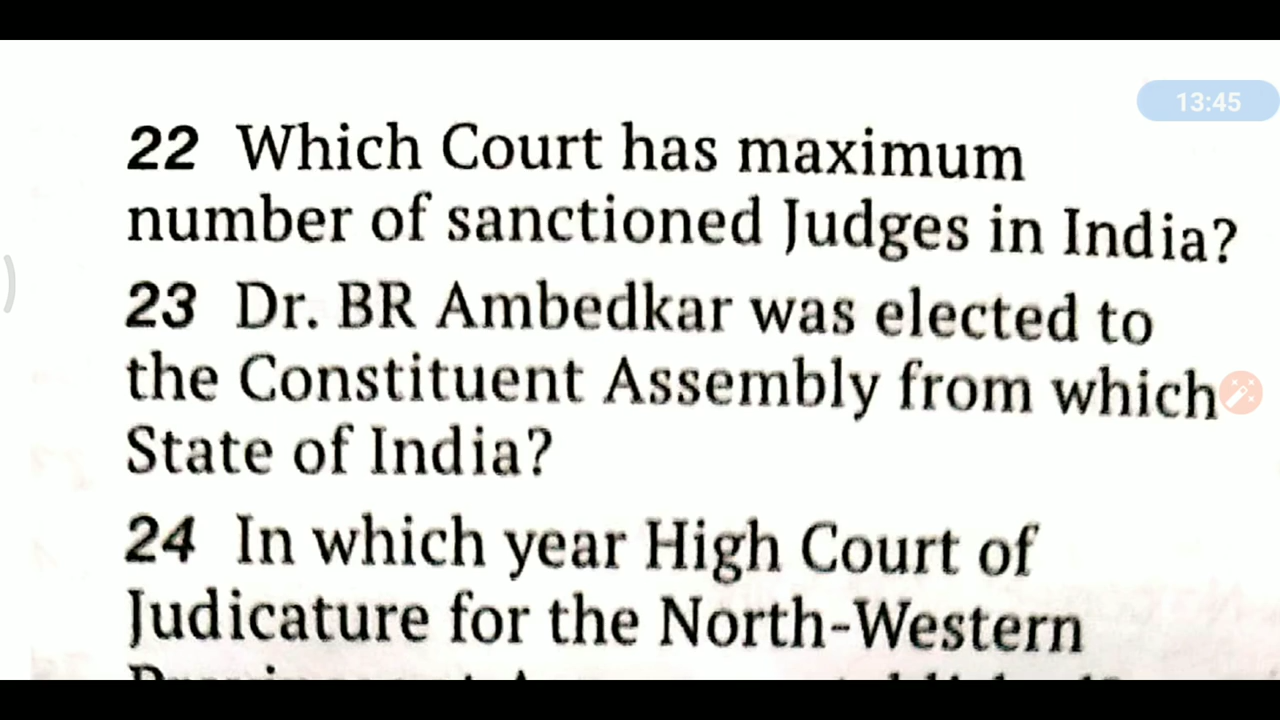 13:45
22 Which Court has maximum
number of sanctioned Judges in India?
23 Dr. BR Ambedkar was elected to
the Constituent Assembly from which
State of India?
24 In which year High Court of
Judicature for the North-Western